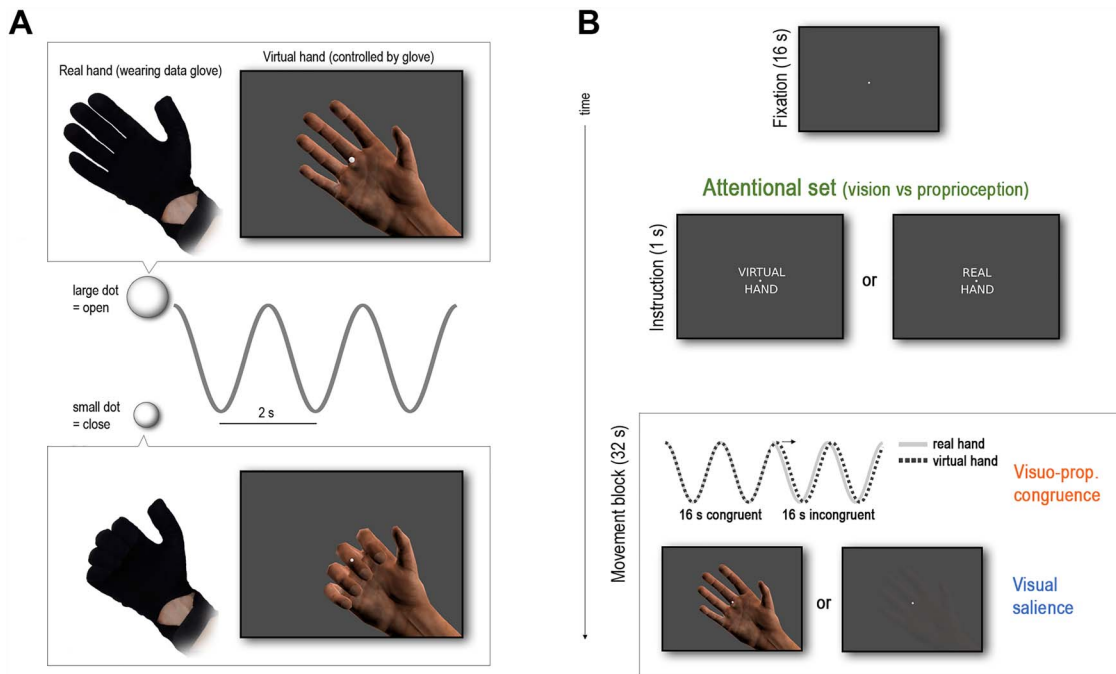 A
Real hand (wearing data glove)
Virtual hand (controlled by glove)
large dot
= open
2 s
small dot
= close
B
time
Fixation (16 s)
Attentional set (vision vs proprioception)
Instruction (1 s)
VIRTUAL
HAND
or
REAL
HAND
Movement block (32 s)
real hand
virtual hand
16 s congruent
16 s incongruent
Visuo-prop.
congruence
or
Visual
salience